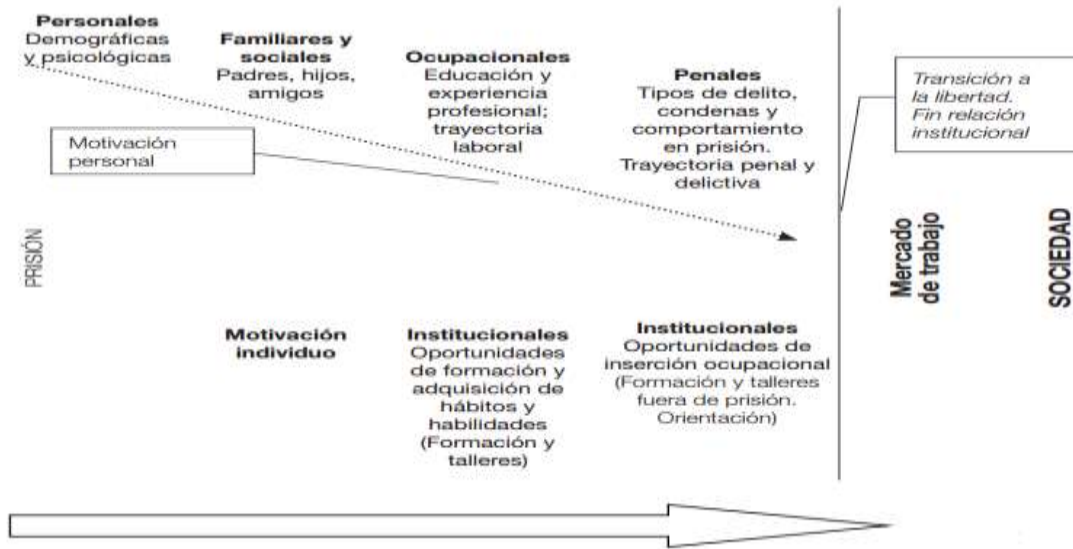 Personales
Demográficas
y psicológicas
Familiares y
sociales
Padres, hijos,
amigos
Ocupacionales
Educación y
experiencia
profesional;
trayectoria
laboral
Penales
Tipos de delito,
condenas y
comportamiento
en prisión.
Trayectoria penal y
delictiva
Transición a
la libertad.
Fin relación
institucional
Motivación
personal
PRISIÓN
Mercado
de trabajo
SOCIEDAD
Motivación
individuo
Institucionales
Oportunidades
de formación y
adquisición de
hábitos y
habilidades
(Formación y
talleres)
Institucionales
Oportunidades de
inserción ocupacional
(Formación y talleres
fuera de prisión.
Orientación)